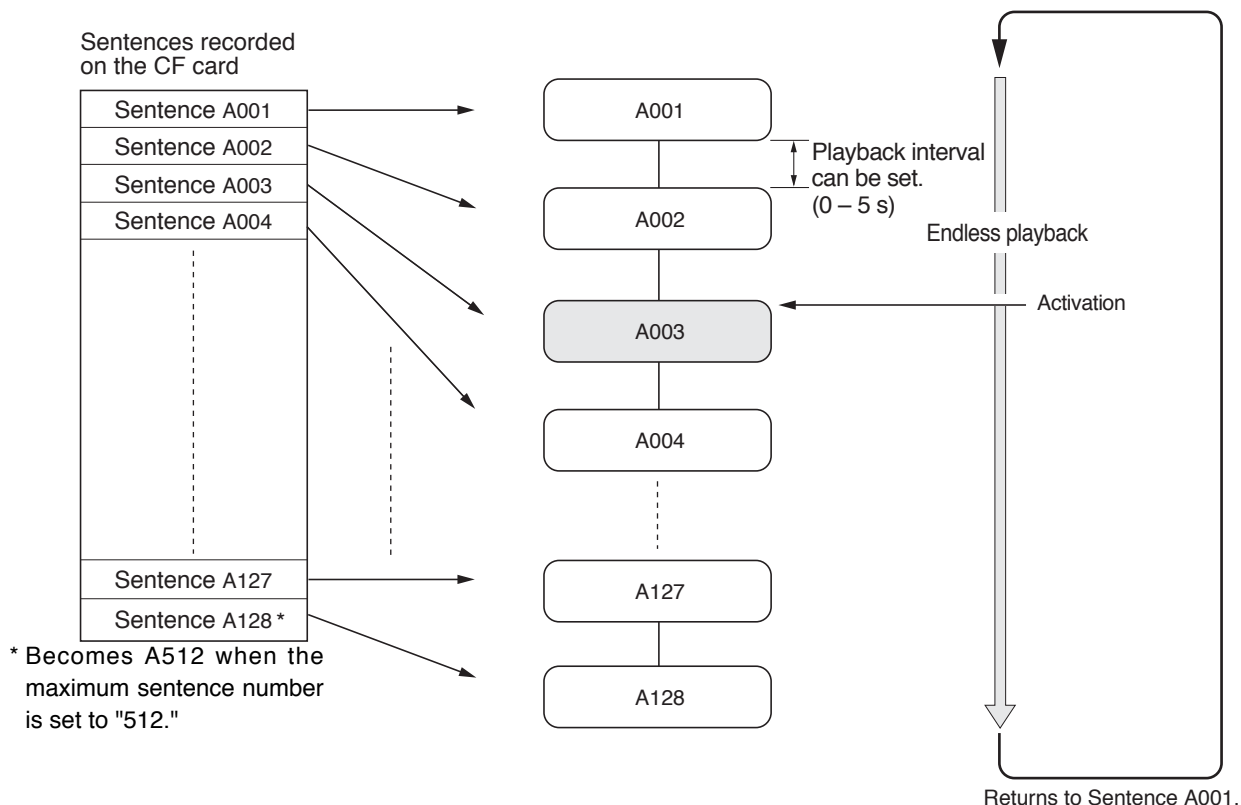 Sentences recorded
on the CF card
Sentence A001
Sentence A002
Sentence A003
Sentence A004
Sentence A127
Sentence A128 *
* Becomes A512 when the
maximum sentence number
is set to "512."
A001
A002
A003
A004
A127
A128
Playback interval
can be set.
(0 – 5 s)
Endless playback
Activation
Returns to Sentence A001.